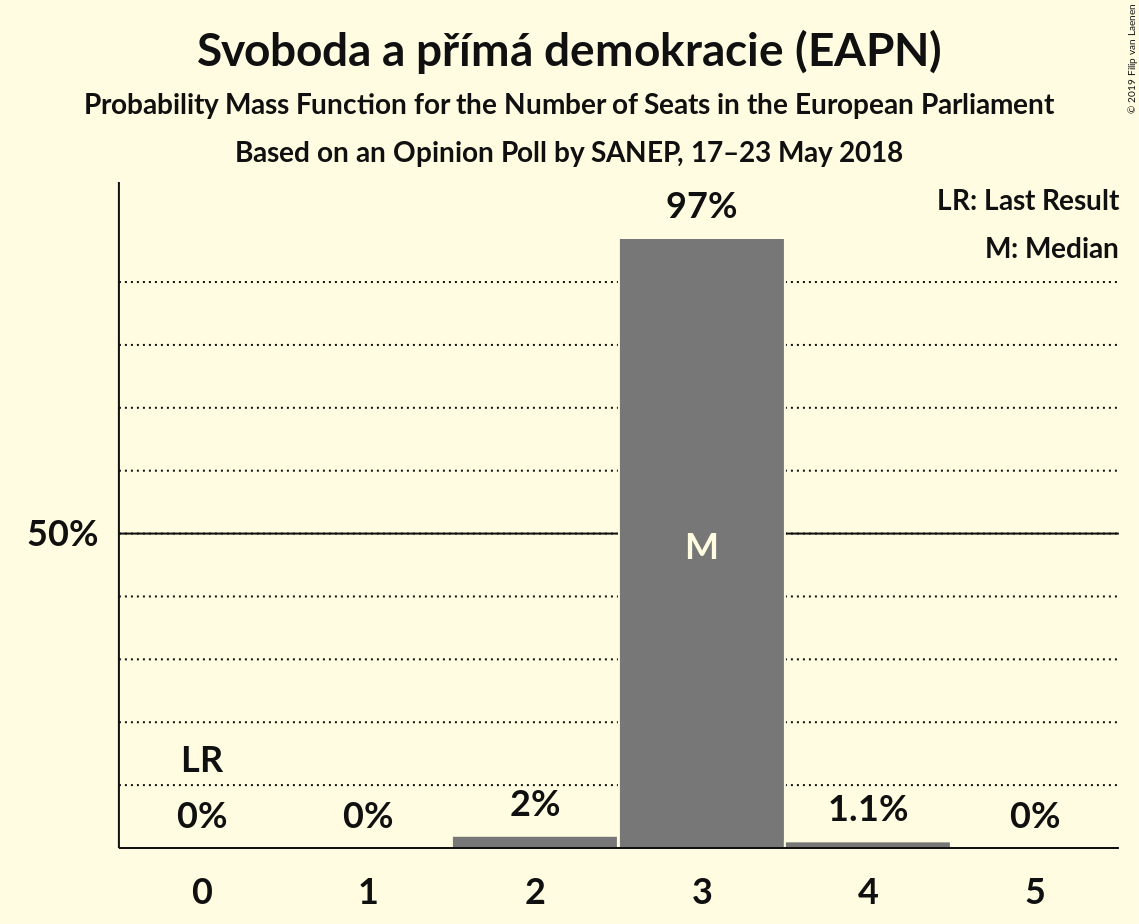 Svoboda a přímá demokracie (EAPN)
Probability Mass Function for the Number of Seats in the European Parliament
Based on an Opinion Poll by SANEP, 17–23 May 2018
© 2019 Filip van Laenen
LR: Last Result
M: Median
97%
50%
M
LR
0%
0%
2%
1.1%
0%
0
1
2
3
4
5